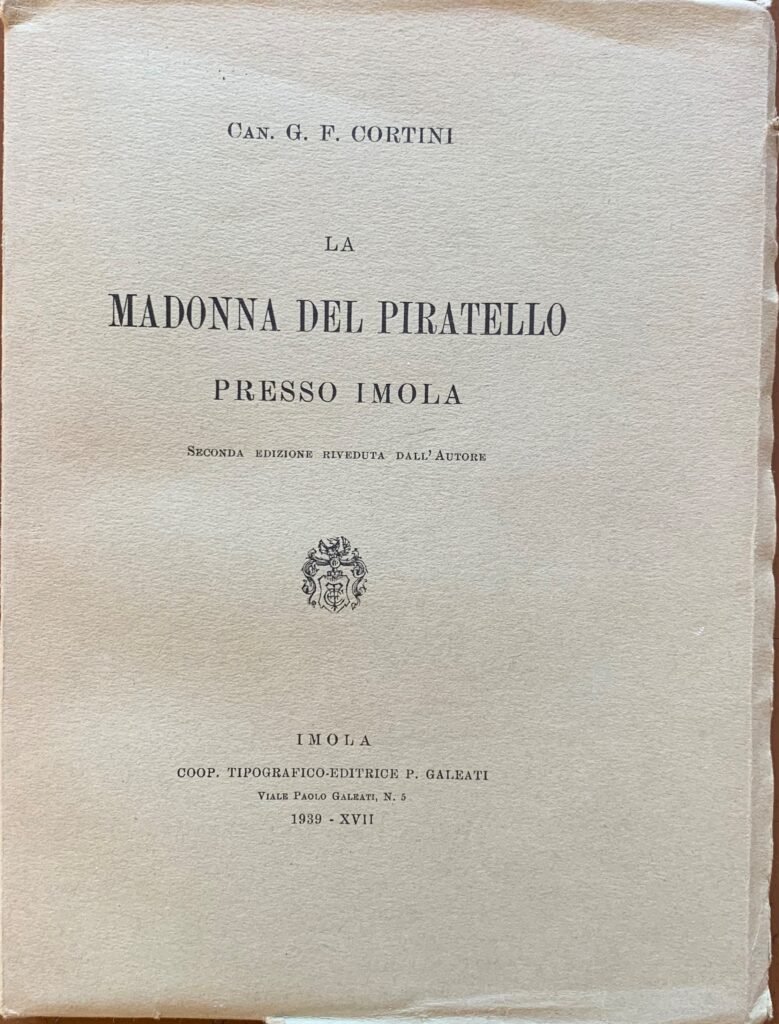 Can. G. F. CORTINI
LA
MADONNA DEL PIRATELLO
PRESSO IMOLA
Seconda edizione riveduta dall'Autore
IMOLA
COOP. TIPOGRAFICO-EDITRICE P. GALEATI
Viale Paolo Galeati, N. 5
1939 - XVII